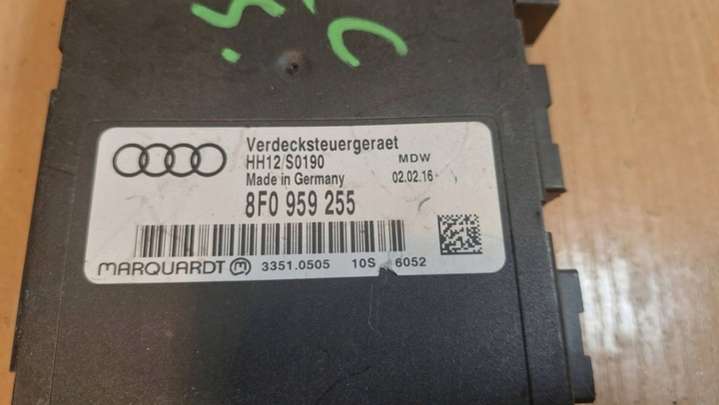 Verdecksteuergeraet
HH12/S0190 MDW
Made in Germany 02.02.16
8F0 959 255
MARQUARDT m 3351.0505 10S 6052